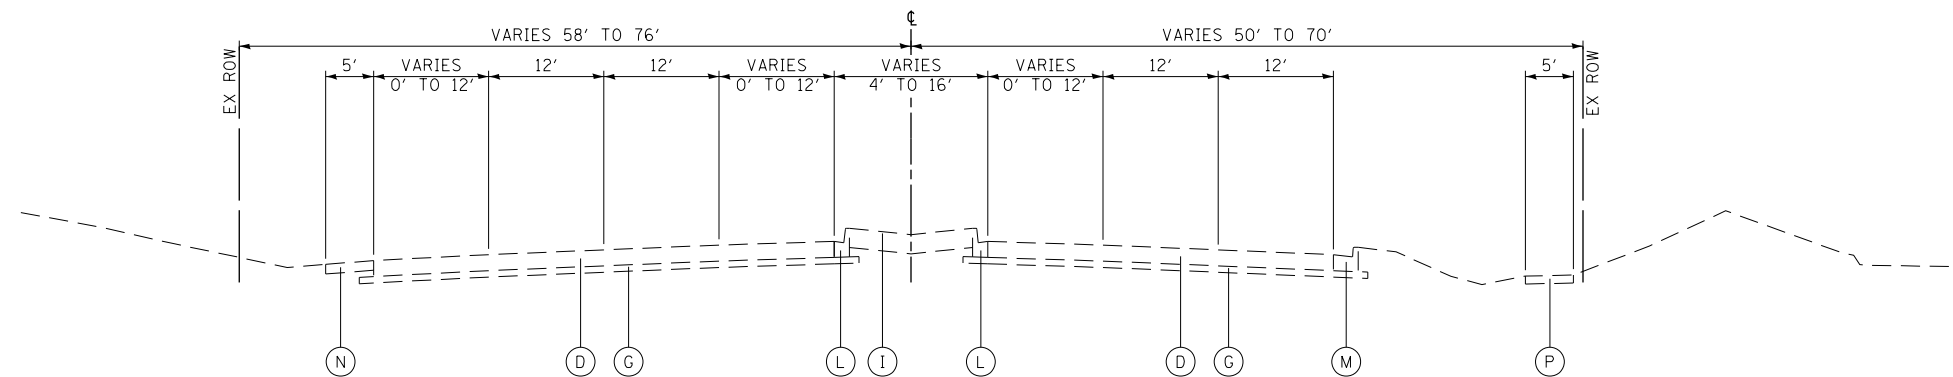 ℄
VARIES 58' TO 76'
VARIES 50' TO 70'
EX ROW
5'
VARIES
0' TO 12'
12'
12'
VARIES
0' TO 12'
VARIES
4' TO 16'
VARIES
0' TO 12'
12'
12'
5'
EX ROW
N
D
G
L
I
L
D
G
M
P